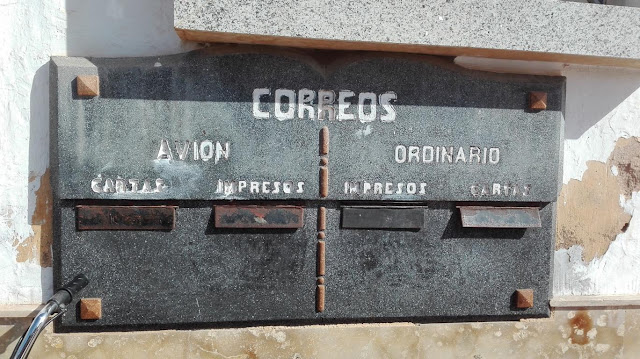 CORREOS
AVION ORDINARIO
CARTAS IMPRESOS IMPRESOS CARTAS